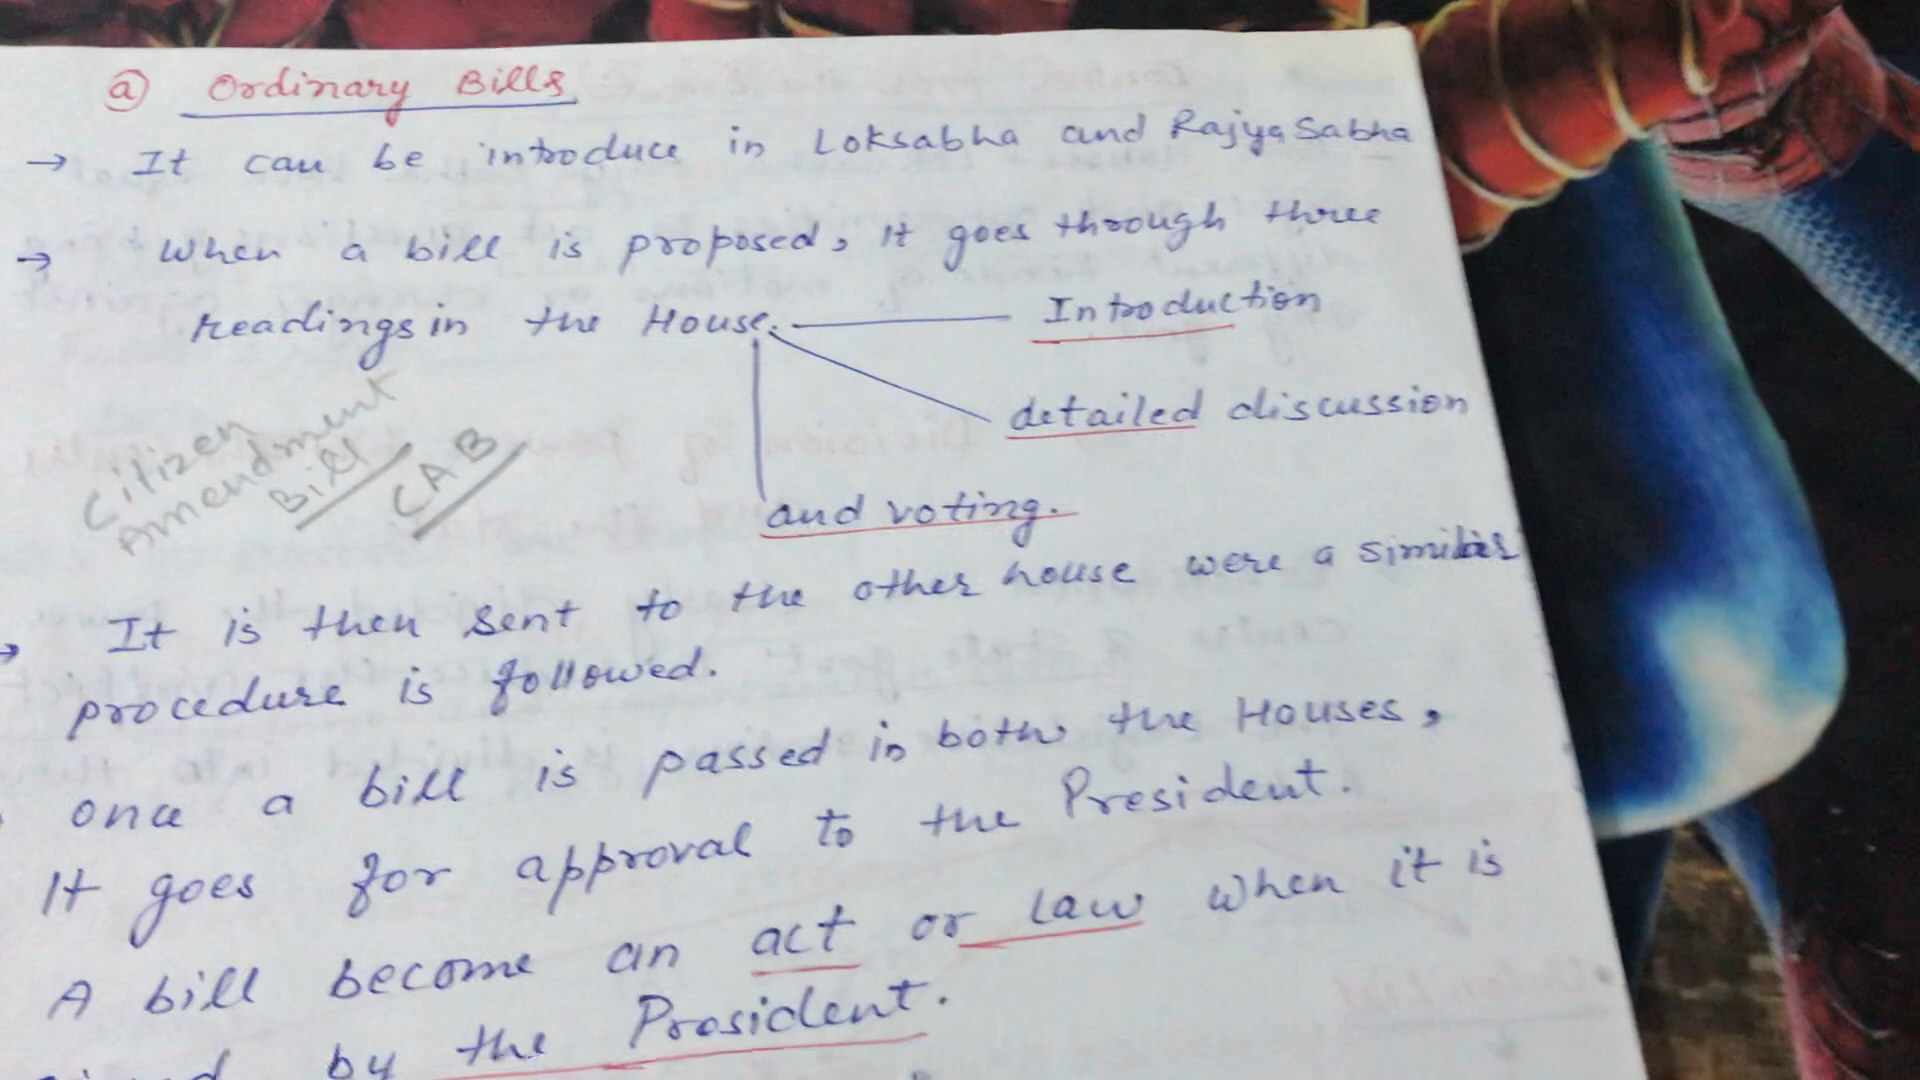 a Ordinary Bills
→ It can be introduce in Loksabha and Rajya Sabha
→ When a bill is proposed, it goes through three
readings in the House. Introduction
detailed discussion
and voting.
Citizen
Amendment
Bill
CAB
→ It is then sent to the other house were a similar
procedure is followed.
once a bill is passed in both the Houses,
It goes for approval to the President.
A bill become an act or law when it is
by the President.